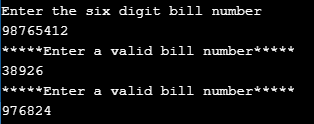 Enter the six digit bill number
98765412
*****Enter a valid bill number*****
38926
*****Enter a valid bill number*****
976824